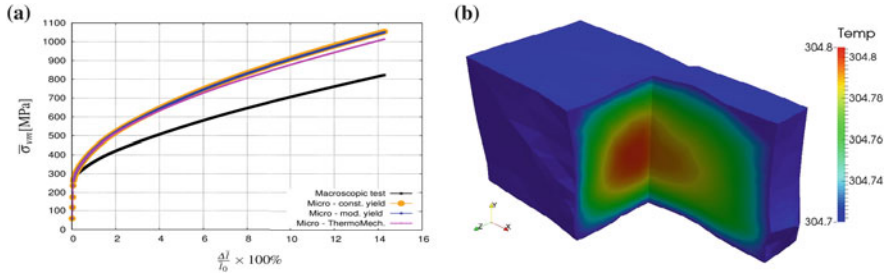 (a)
1100
1000
900
800
700
600
500
400
300
200
100
0
σ̅vm[MPa]
Macroscopic test
Micro - const. yield
Micro - mod. yield
Micro - ThermoMech.
0 2 4 6 8 10 12 14 16
Δl̅/l0 × 100%
(b)
Temp
304.8
304.8
304.78
304.74
304.7
Y
Z X